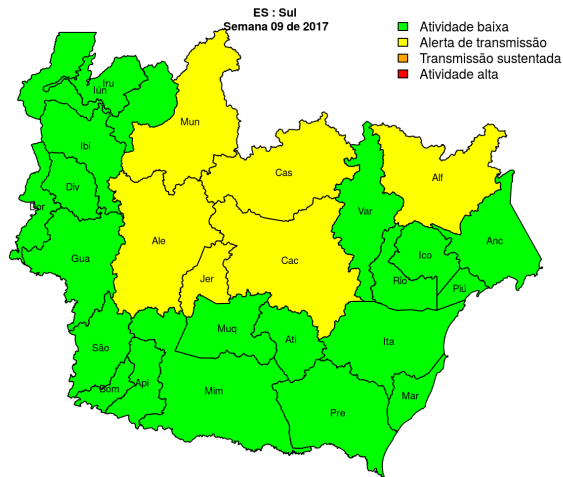 ES : Sul
Semana 09 de 2017
Atividade baixa
Alerta de transmissão
Transmissão sustentada
Atividade alta
Iru
Iún
Mun
Ibi
Cas
Alf
Div
Dor
Var
Ale
Anc
Gua
Ico
Cac
Jer
Rio
Piú
Muq
Ati
Ita
São
Api
Bom
Mim
Mar
Pre